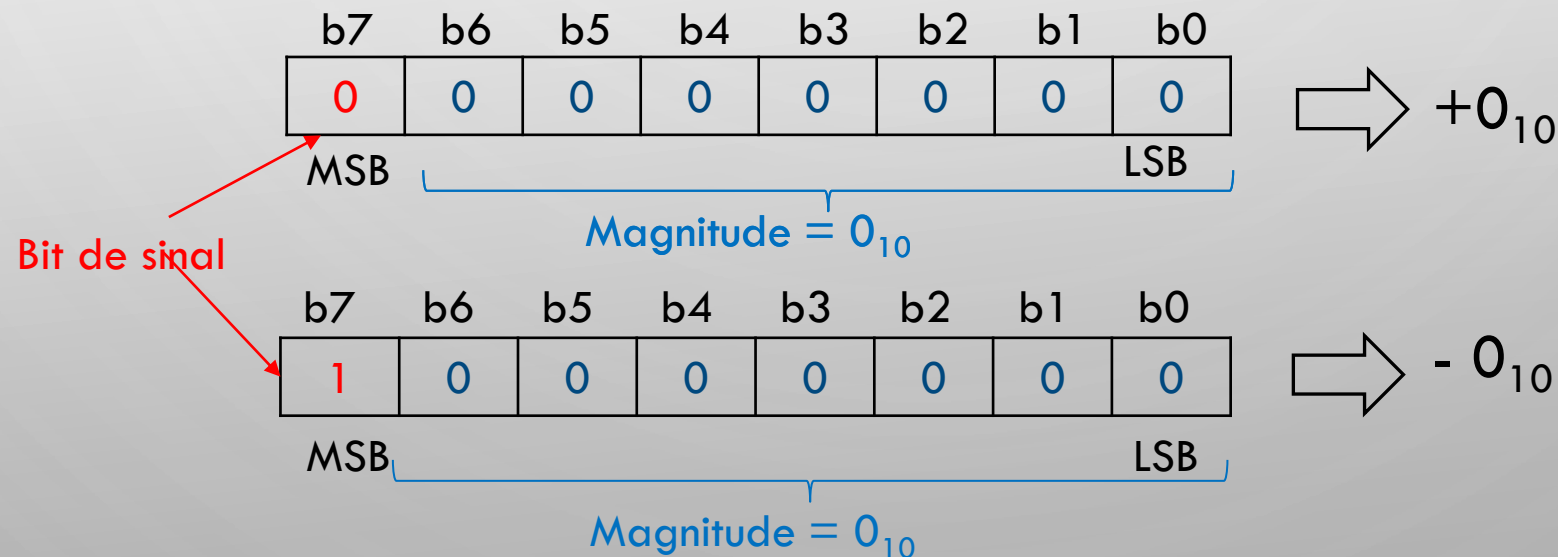 b7 b6 b5 b4 b3 b2 b1 b0
0 0 0 0 0 0 0 0 +0₁₀
MSB LSB
Magnitude = 0₁₀
Bit de sinal
b7 b6 b5 b4 b3 b2 b1 b0
1 0 0 0 0 0 0 0 - 0₁₀
MSB LSB
Magnitude = 0₁₀